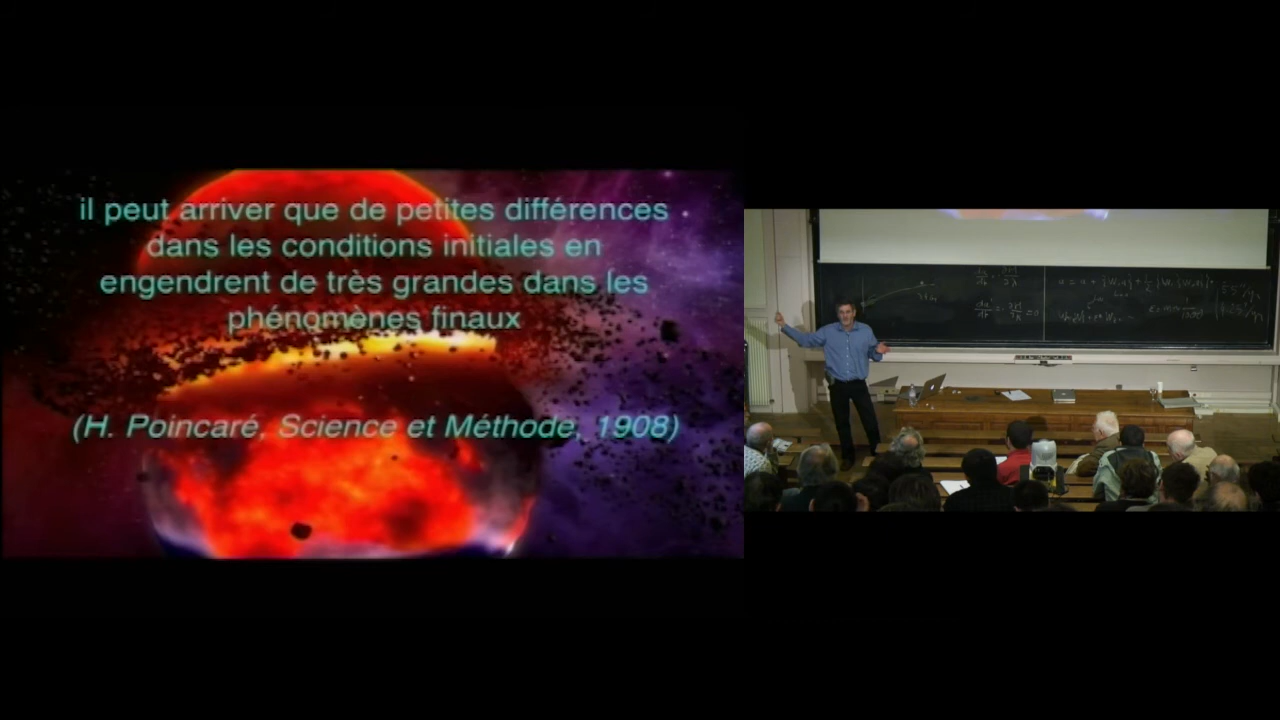 il peut arriver que de petites différences
dans les conditions initiales en
engendrent de très grandes dans les
phénomènes finaux
(H. Poincaré, Science et Méthode, 1908)